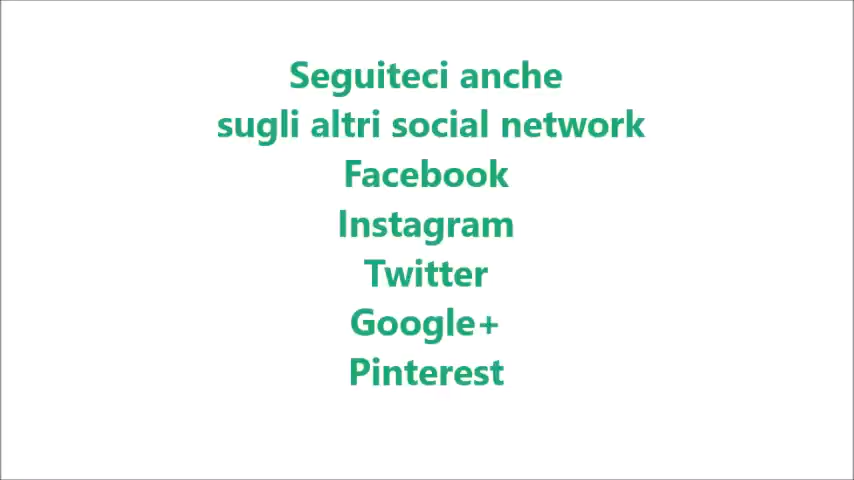 Seguiteci anche
sugli altri social network
Facebook
Instagram
Twitter
Google+
Pinterest